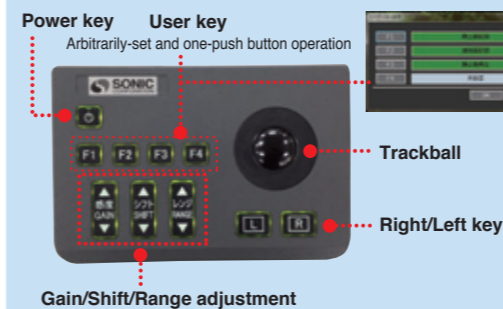 Power key
User key
Arbitrarily-set and one-push button operation
SONIC
F1 F2 F3 F4
感度 シフト レンジ
GAIN SHIFT RANGE
Trackball
L R
Right/Left key
Gain/Shift/Range adjustment